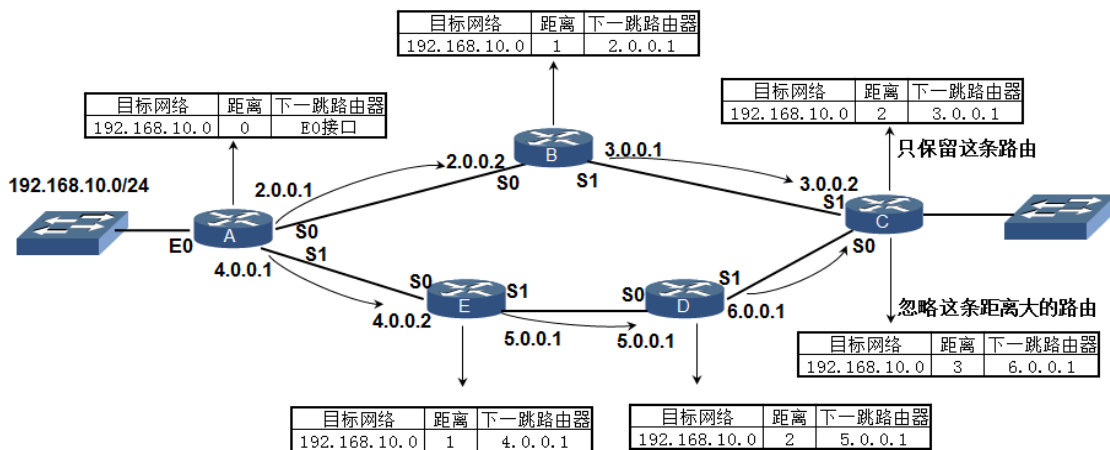 目标网络 距离 下一跳路由器
192.168.10.0 1 2.0.0.1
目标网络 距离 下一跳路由器
192.168.10.0 0 E0接口
目标网络 距离 下一跳路由器
192.168.10.0 2 3.0.0.1
只保留这条路由
192.168.10.0/24
2.0.0.1
2.0.0.2
B
3.0.0.1
S0
S1
3.0.0.2
S1
A
E0
S0
C
S0
4.0.0.1
S1
S0
S1
E
4.0.0.2
5.0.0.1
S0
S1
D
5.0.0.1
6.0.0.1
忽略这条距离大的路由
目标网络 距离 下一跳路由器
192.168.10.0 3 6.0.0.1
目标网络 距离 下一跳路由器
192.168.10.0 1 4.0.0.1
目标网络 距离 下一跳路由器
192.168.10.0 2 5.0.0.1